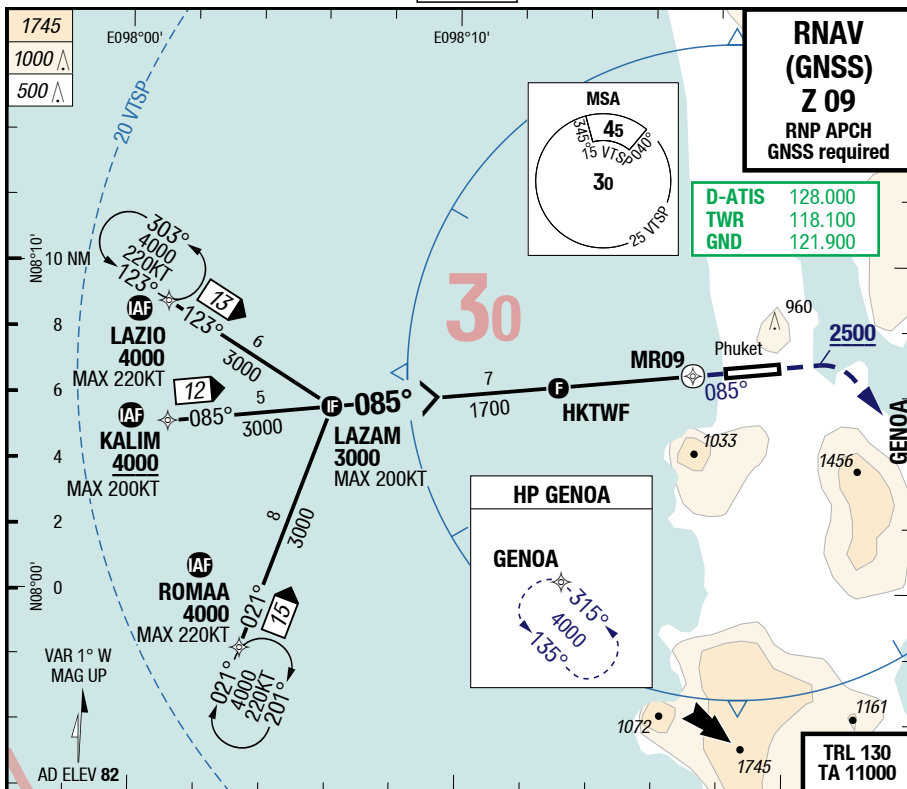 1745
1000
500
E098°00'
E098°10'
20 VTSP
RNAV
(GNSS)
Z 09
RNP APCH
GNSS required
MSA
345°
45
040°
15 VTSP
30
25 VTSP
D-ATIS 128.000
TWR 118.100
GND 121.900
N08°10'
10 NM
8
6
4
2
0
N08°00'
303°
4000
220KT
123°
13
123°
6
3000
IAF
LAZIO
4000
MAX 220KT
12
085°
5
3000
IAF
KALIM
4000
MAX 200KT
IF
085°
LAZAM
3000
MAX 200KT
30
7
1700
F
HKTWF
MR09
Phuket
960
085°
2500
GENOA
1033
1456
8
3000
IAF
ROMAA
4000
MAX 220KT
021°
15
021°
4000
220KT
201°
HP GENOA
GENOA
315°
4000
135°
VAR 1° W
MAG UP
AD ELEV 82
1072
1745
1161
TRL 130
TA 11000